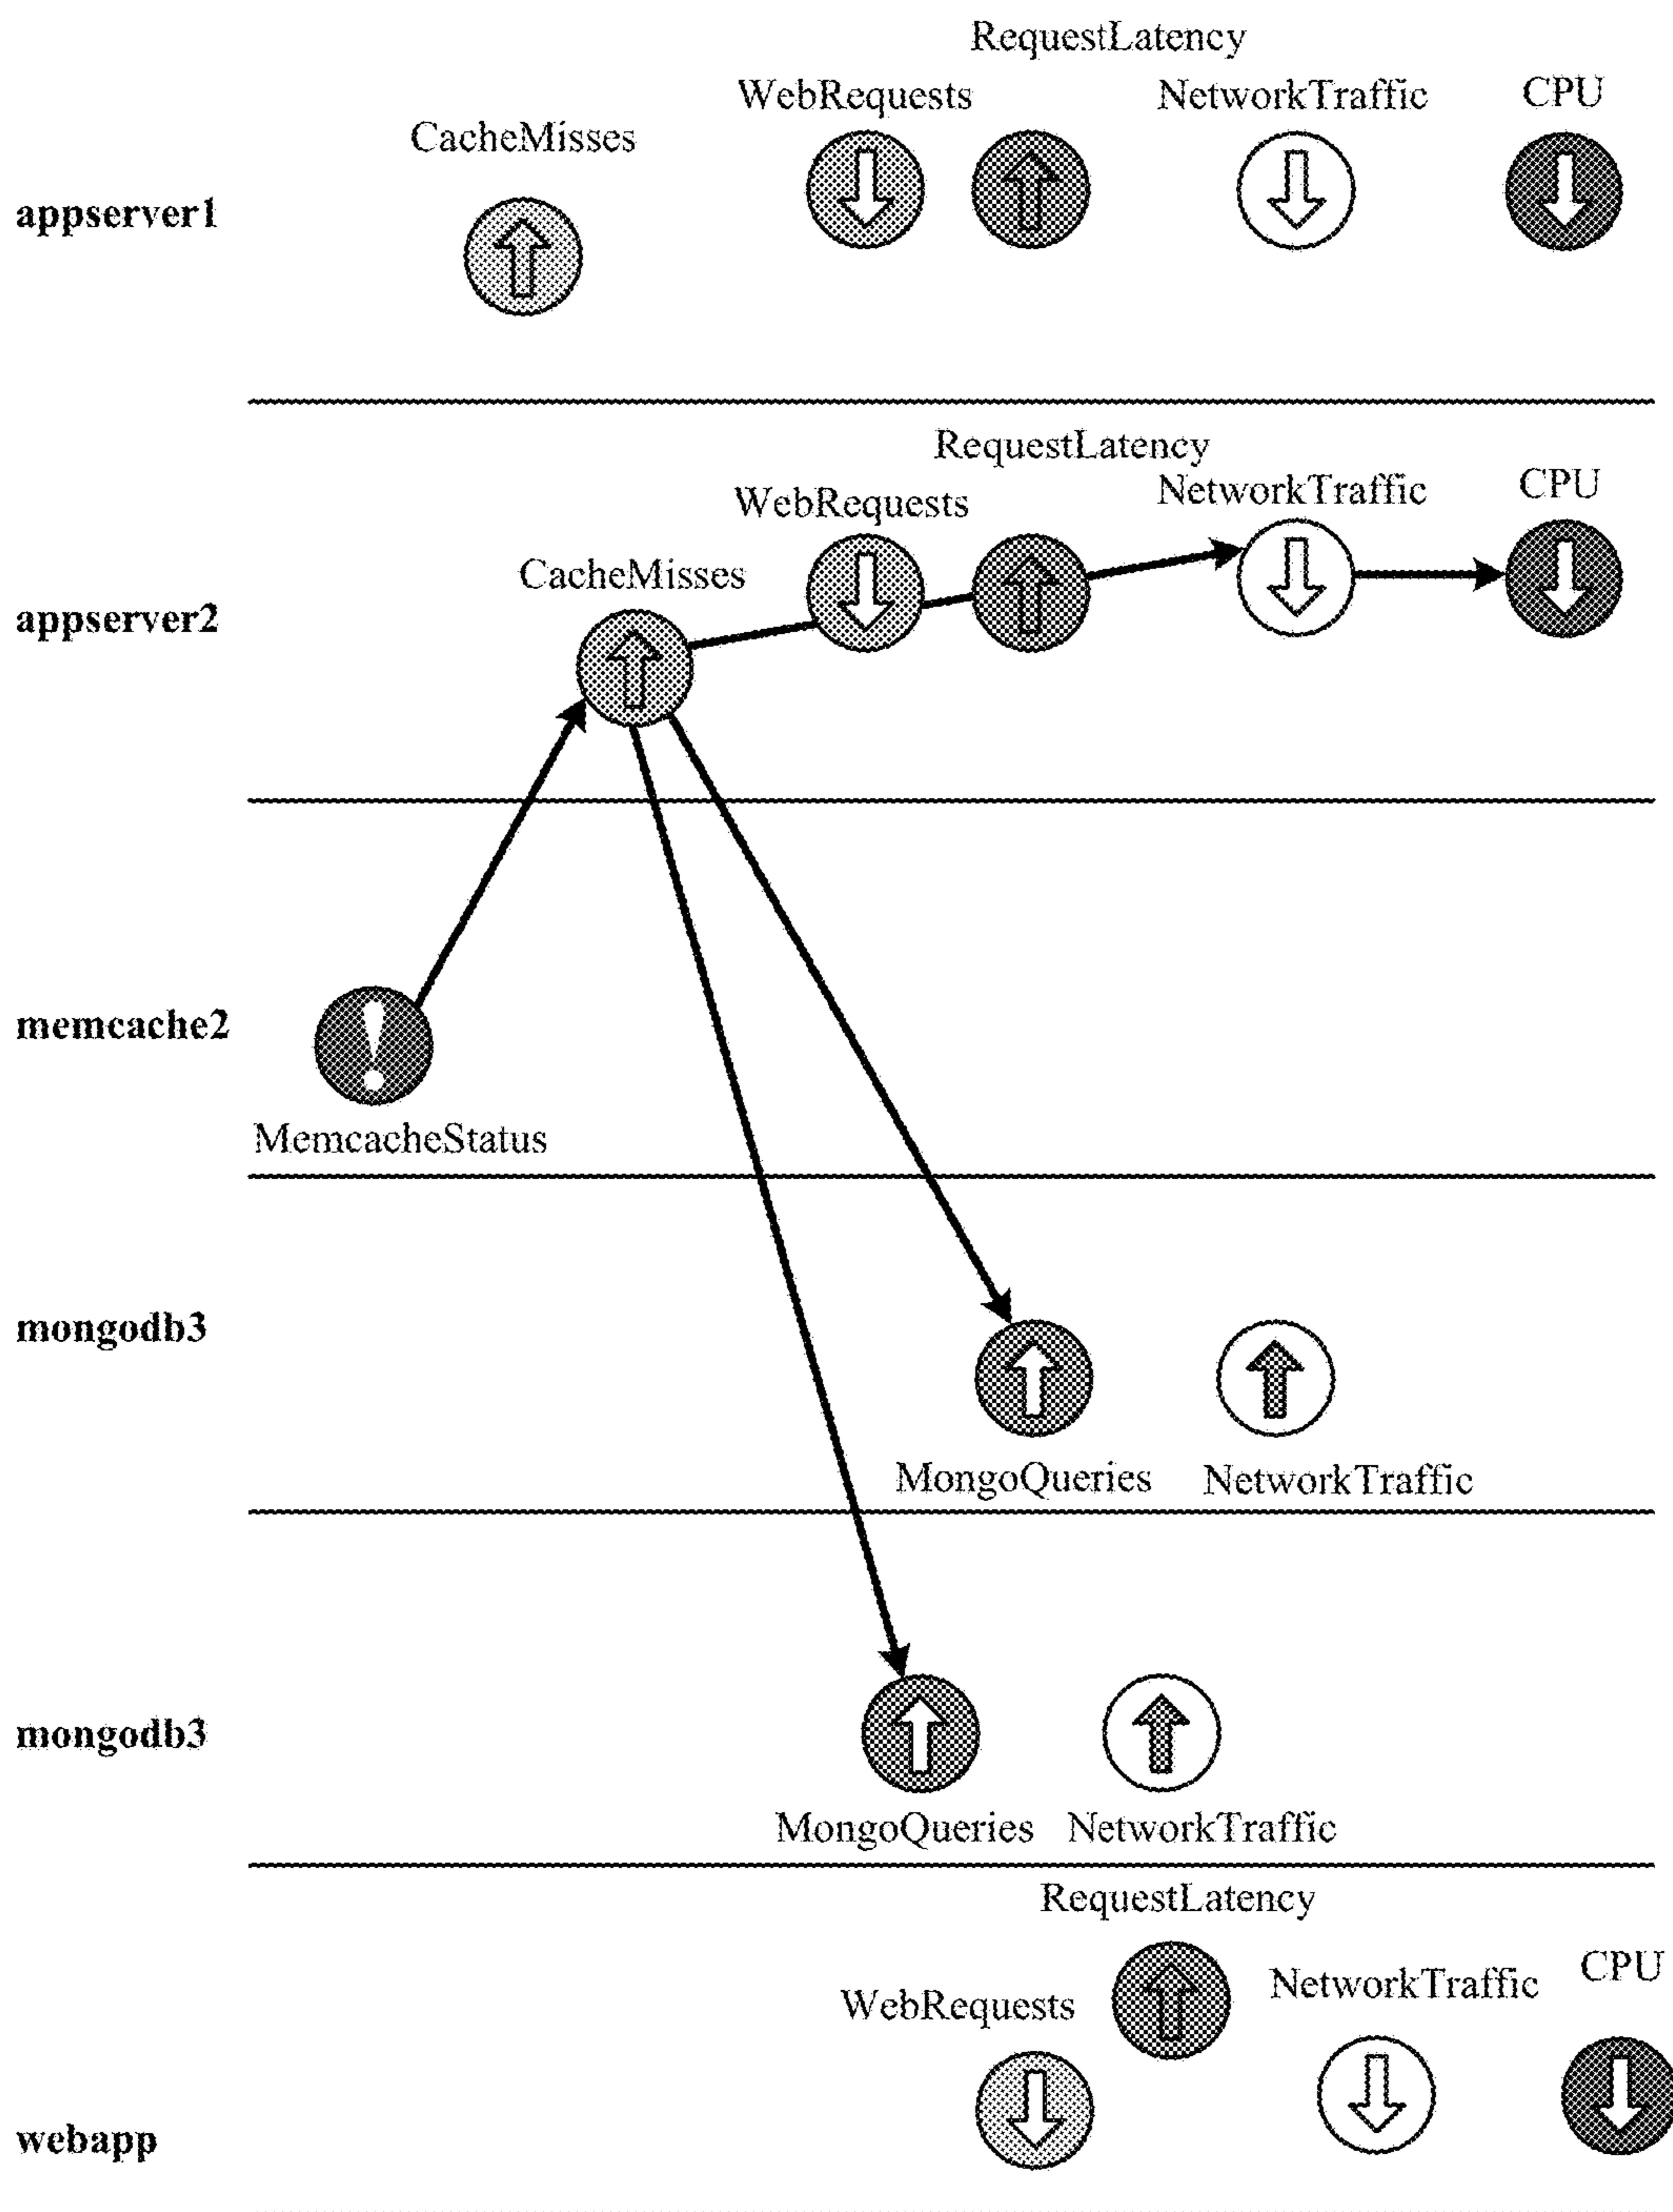 RequestLatency
WebRequests
NetworkTraffic
CPU
CacheMisses
appserver1
RequestLatency
WebRequests
NetworkTraffic
CPU
CacheMisses
appserver2
memcache2
!
MemcacheStatus
mongodb3
MongoQueries
NetworkTraffic
mongodb3
MongoQueries
NetworkTraffic
RequestLatency
WebRequests
NetworkTraffic
CPU
webapp